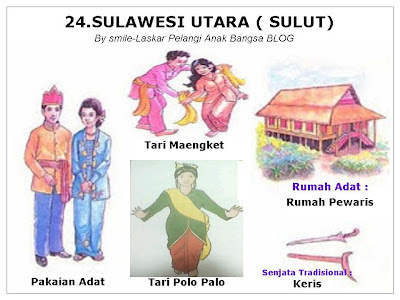 24.SULAWESI UTARA ( SULUT)
By smile-Laskar Pelangi Anak Bangsa BLOG
Tari Maengket
Rumah Adat :
Rumah Pewaris
Pakaian Adat
Tari Polo Palo
Senjata Tradisional :
Keris